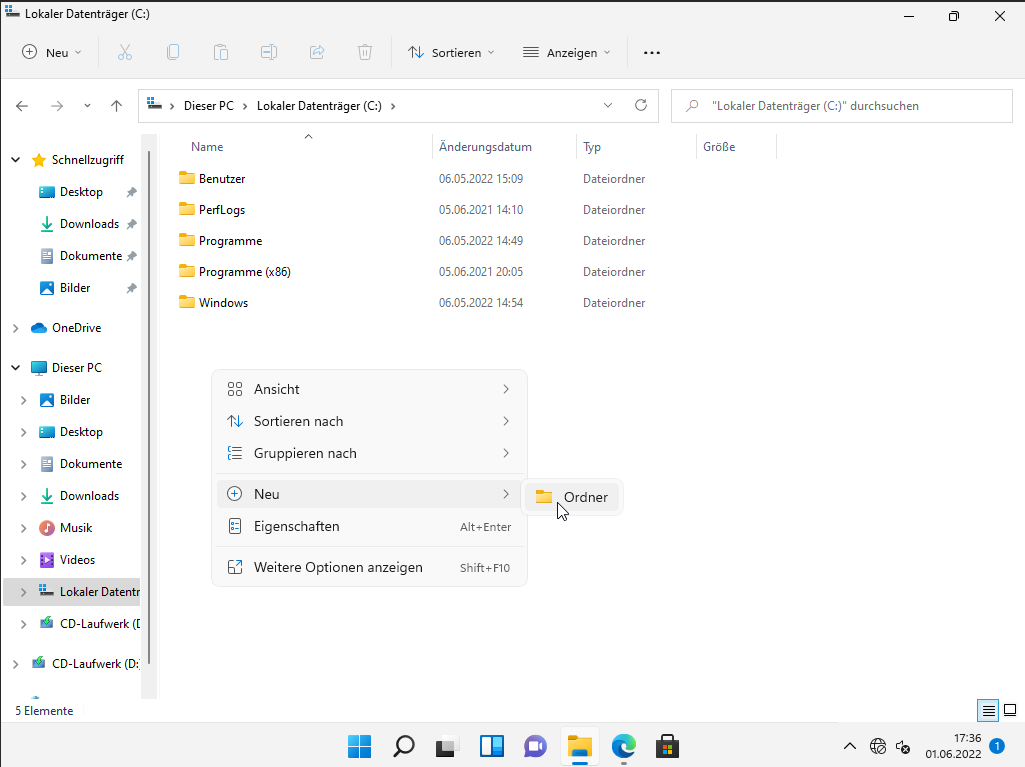 Lokaler Datenträger (C:)
Neu
Sortieren
Anzeigen
Dieser PC
Lokaler Datenträger (C:)
"Lokaler Datenträger (C:)" durchsuchen
Schnellzugriff
Desktop
Downloads
Dokumente
Bilder
OneDrive
Dieser PC
Bilder
Desktop
Dokumente
Downloads
Musik
Videos
Lokaler Datentr
CD-Laufwerk (D
CD-Laufwerk (D:
Name Änderungsdatum Typ Größe
Benutzer 06.05.2022 15:09 Dateiordner
PerfLogs 05.06.2021 14:10 Dateiordner
Programme 06.05.2022 14:49 Dateiordner
Programme (x86) 05.06.2021 20:05 Dateiordner
Windows 06.05.2022 14:54 Dateiordner
Ansicht
Sortieren nach
Gruppieren nach
Neu
Ordner
Eigenschaften Alt+Enter
Weitere Optionen anzeigen Shift+F10
5 Elemente
17:36
01.06.2022
1